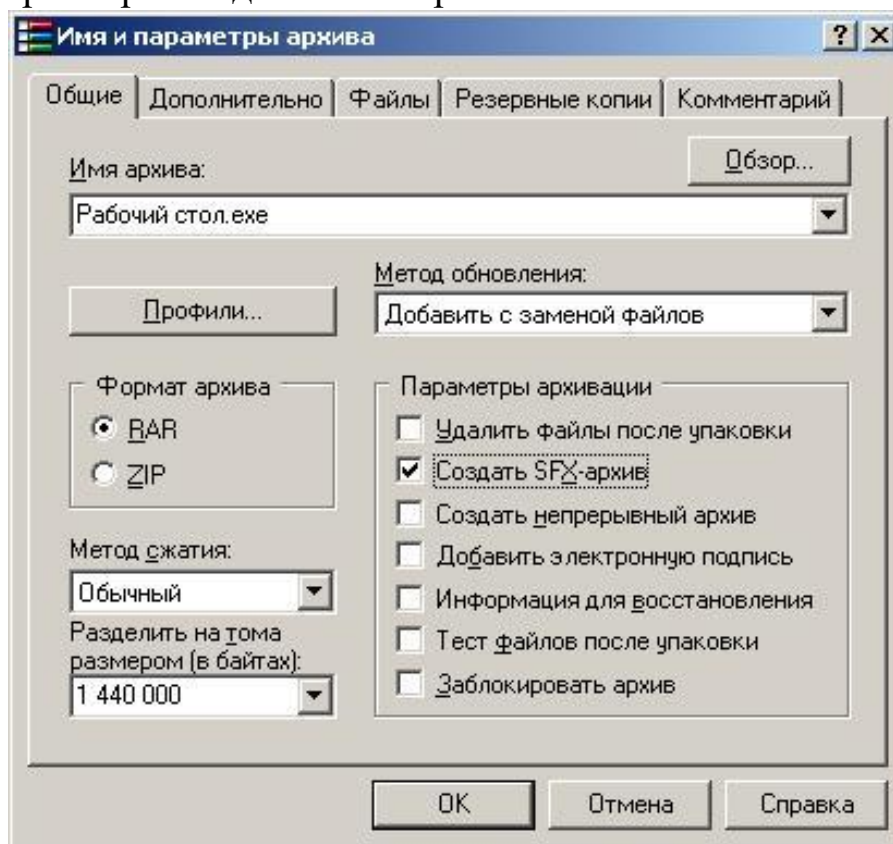 Имя и параметры архива
Общие Дополнительно Файлы Резервные копии Комментарий
Обзор...
Имя архива:
Рабочий стол.exe
Метод обновления:
Профили... Добавить с заменой файлов
Формат архива
RAR
ZIP
Параметры архивации
Удалить файлы после упаковки
Создать SFX-архив
Создать непрерывный архив
Добавить электронную подпись
Информация для восстановления
Тест файлов после упаковки
Заблокировать архив
Метод сжатия:
Обычный
Разделить на тома
размером (в байтах):
1 440 000
OK Отмена Справка